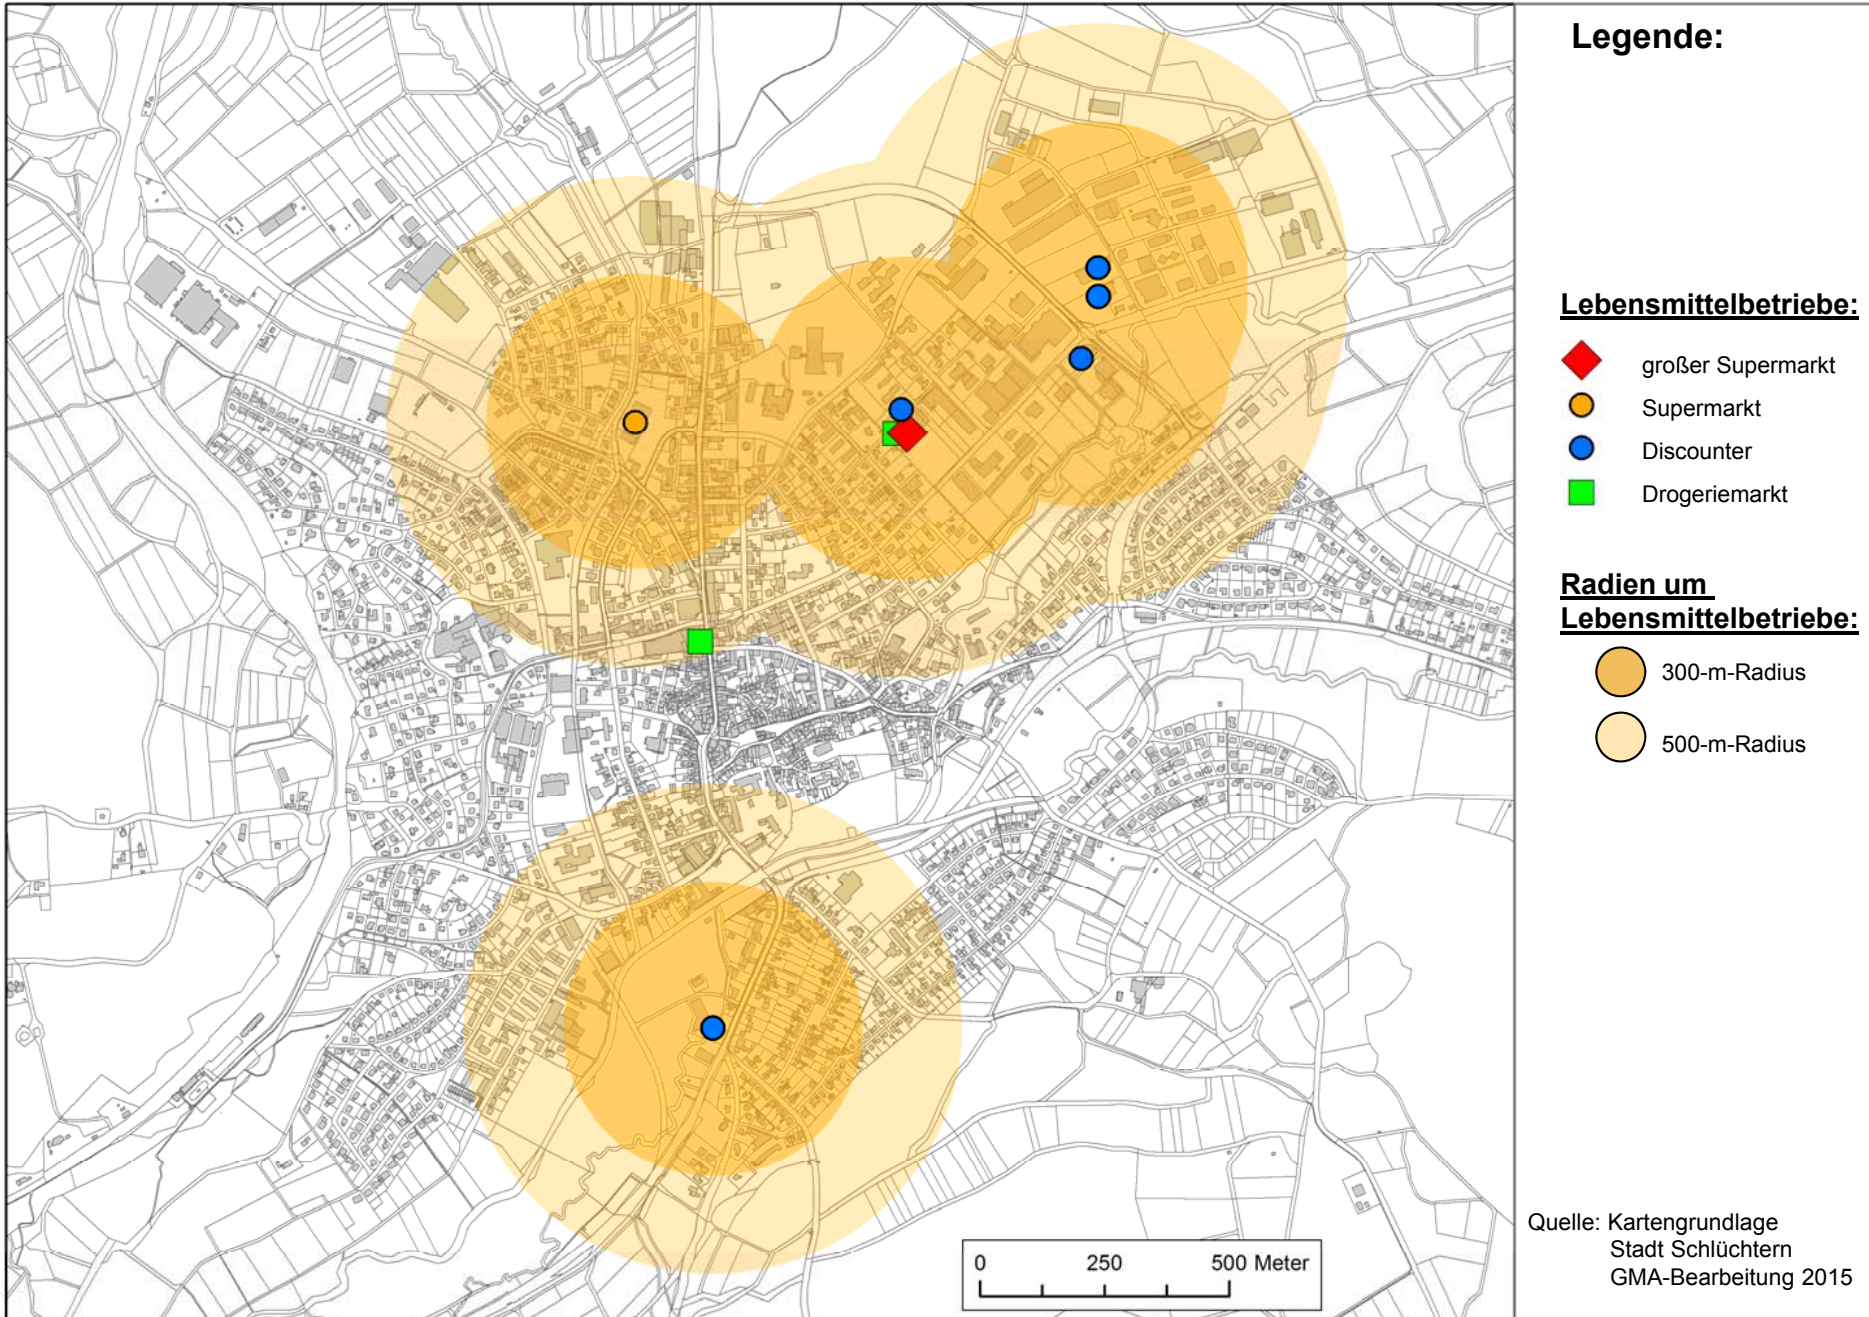 Legende:
Lebensmittelbetriebe:
großer Supermarkt
Supermarkt
Discounter
Drogeriemarkt
Radien um
Lebensmittelbetriebe:
300-m-Radius
500-m-Radius
0 250 500 Meter
Quelle: Kartengrundlage
Stadt Schlüchtern
GMA-Bearbeitung 2015